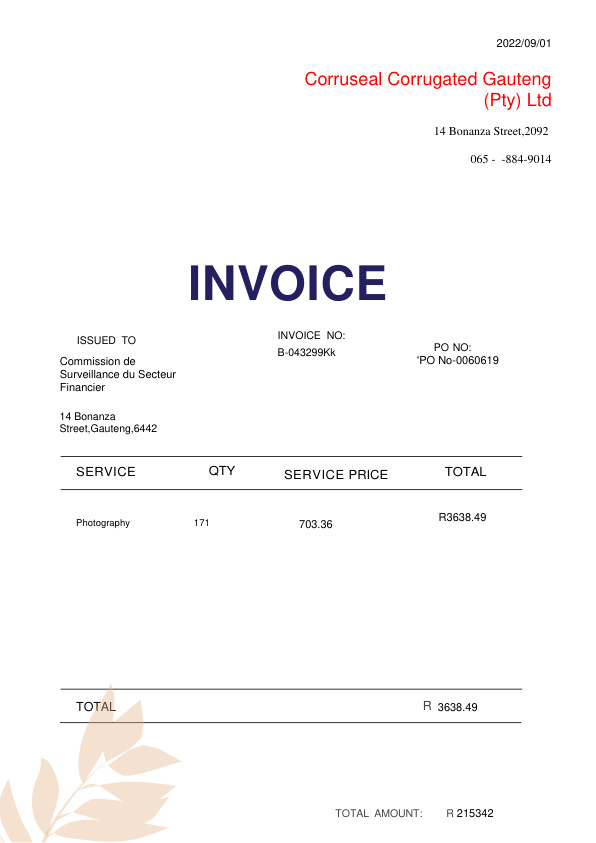 2022/09/01
Corruseal Corrugated Gauteng
(Pty) Ltd
14 Bonanza Street,2092
065 -  -884-9014
INVOICE
ISSUED TO
INVOICE NO:
PO NO:
B-043299Kk
'PO No-0060619
Commission de
Surveillance du Secteur
Financier
14 Bonanza
Street,Gauteng,6442
SERVICE QTY SERVICE PRICE TOTAL
Photography 171 703.36 R3638.49
TOTAL R 3638.49
TOTAL AMOUNT: R 215342